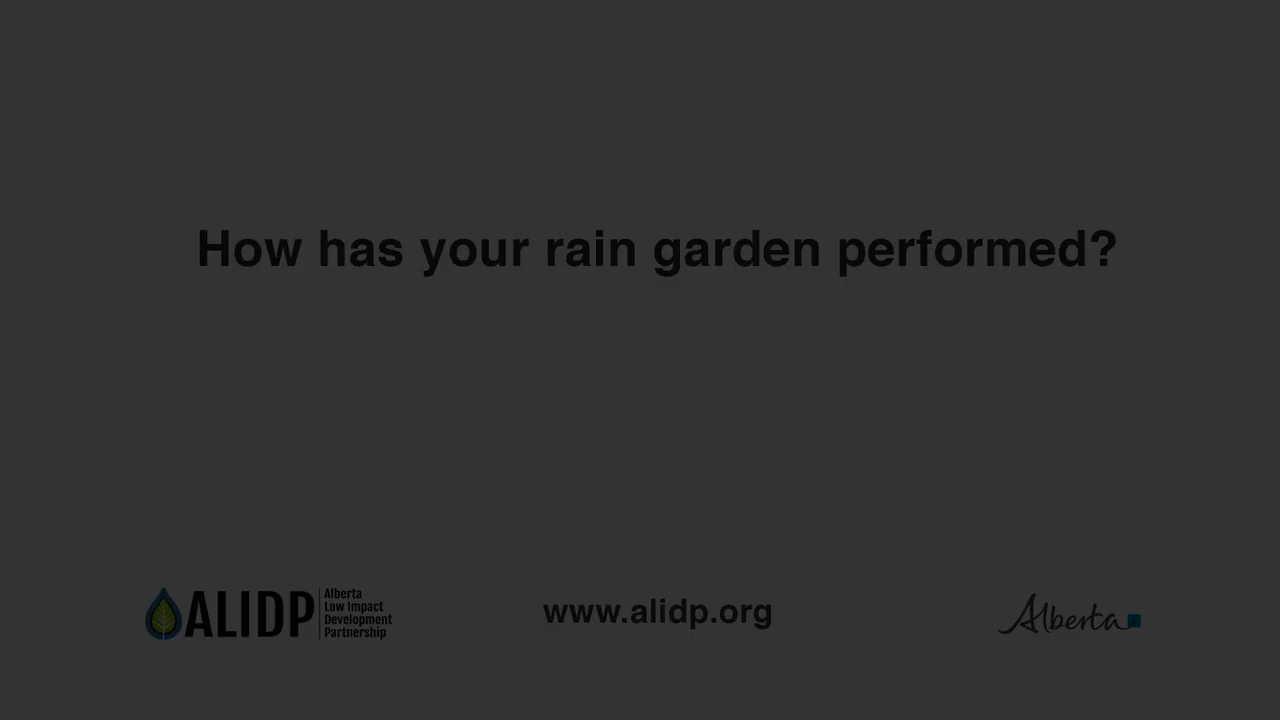 How has your rain garden performed?
ALIDP
Alberta
Low Impact
Development
Partnership
www.alidp.org
Alberta